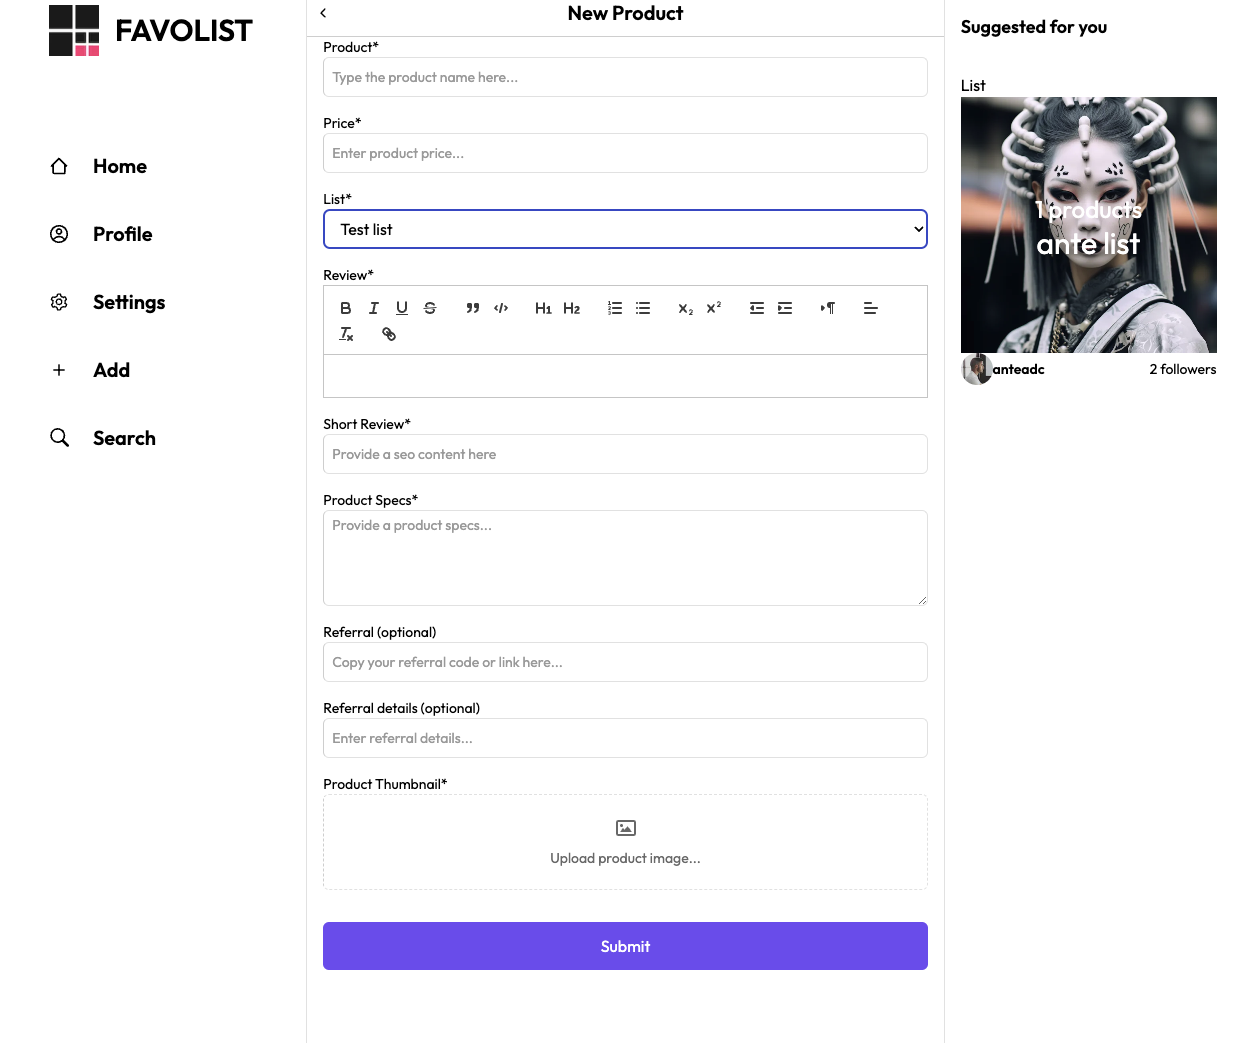 FAVOLIST
Home
Profile
Settings
Add
Search
New Product
Product*
Type the product name here...
Price*
Enter product price...
List*
Test list
Review*
B I U S H1 H2 X2 X2
Tx
Short Review*
Provide a seo content here
Product Specs*
Provide a product specs...
Referral (optional)
Copy your referral code or link here...
Referral details (optional)
Enter referral details...
Product Thumbnail*
Upload product image...
Submit
Suggested for you
List
1 products
ante list
anteadc 2 followers